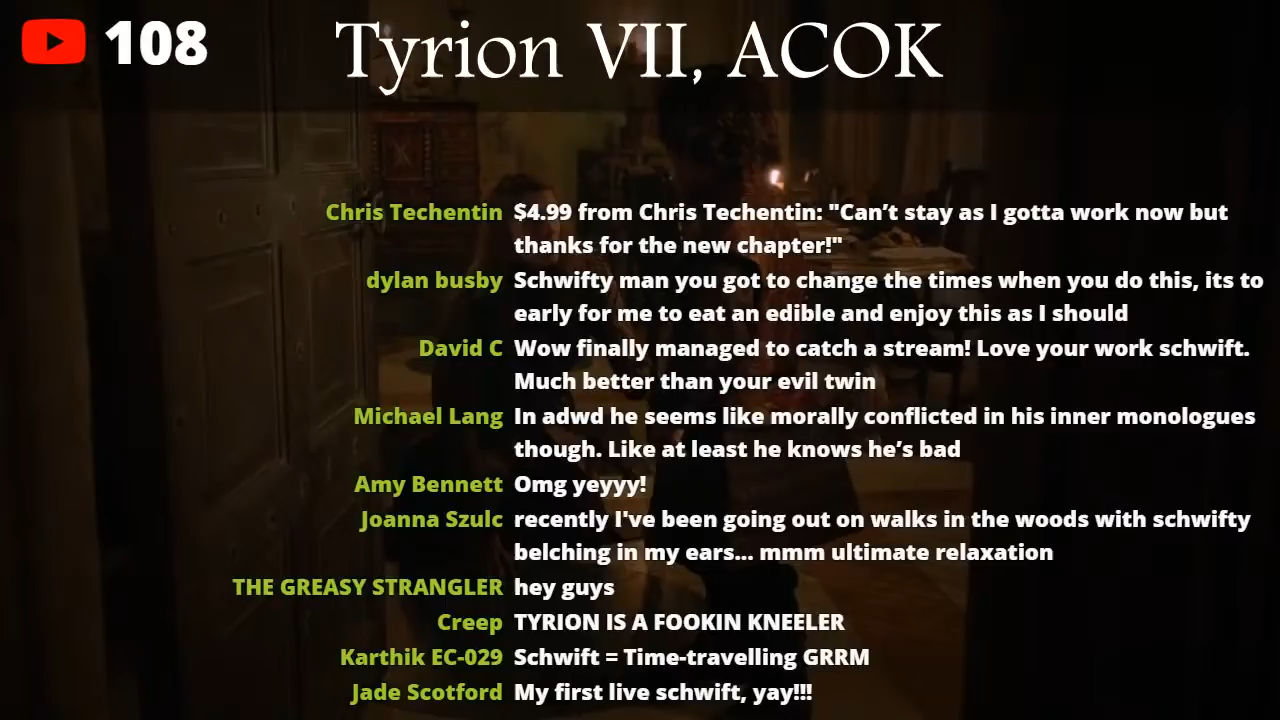 108
Tyrion VII, ACOK
Chris Techentin $4.99 from Chris Techentin: "Can’t stay as I gotta work now but
thanks for the new chapter!"
dylan busby Schwifty man you got to change the times when you do this, its to
early for me to eat an edible and enjoy this as I should
David C Wow finally managed to catch a stream! Love your work schwift.
Much better than your evil twin
Michael Lang In adwd he seems like morally conflicted in his inner monologues
though. Like at least he knows he’s bad
Amy Bennett Omg yeyyy!
Joanna Szulc recently I've been going out on walks in the woods with schwifty
belching in my ears... mmm ultimate relaxation
THE GREASY STRANGLER hey guys
Creep TYRION IS A FOOKIN KNEELER
Karthik EC-029 Schwift = Time-travelling GRRM
Jade Scotford My first live schwift, yay!!!